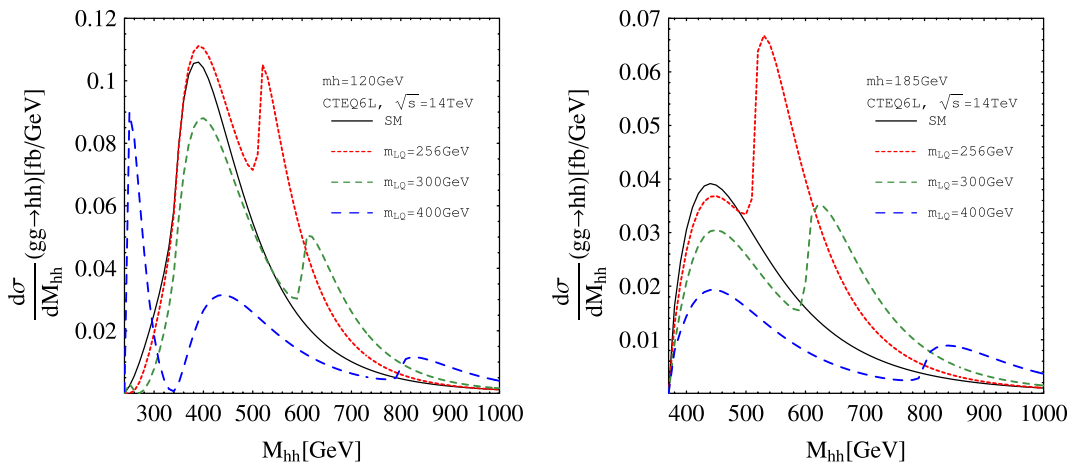 0.12
0.1
0.08
0.06
0.04
0.02
dσ/dM_hh (gg→hh)[fb/GeV]
mh=120GeV
CTEQ6L, √s=14TeV
SM
m_LQ=256GeV
m_LQ=300GeV
m_LQ=400GeV
300 400 500 600 700 800 900 1000
M_hh[GeV]
0.07
0.06
0.05
0.04
0.03
0.02
0.01
dσ/dM_hh (gg→hh)[fb/GeV]
mh=185GeV
CTEQ6L, √s=14TeV
SM
m_LQ=256GeV
m_LQ=300GeV
m_LQ=400GeV
400 500 600 700 800 900 1000
M_hh[GeV]